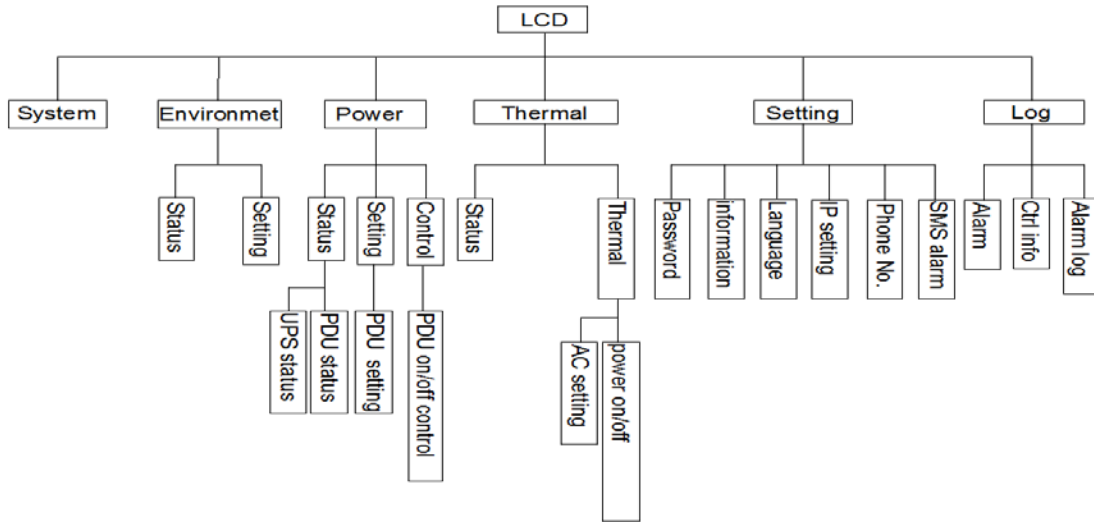 LCD
System
Environmet
Power
Thermal
Setting
Log
Status
Setting
Status
Setting
Control
Status
Thermal
Password
information
Language
IP setting
Phone No.
SMS alarm
Alarm
Ctrl info
Alarm log
UPS status
PDU status
PDU setting
PDU on/off control
AC setting
power on/off